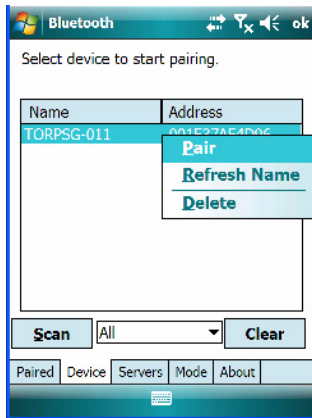 Bluetooth ok
Select device to start pairing.
Name Address
TORPSG-011
Pair
Refresh Name
Delete
Scan All Clear
Paired Device Servers Mode About